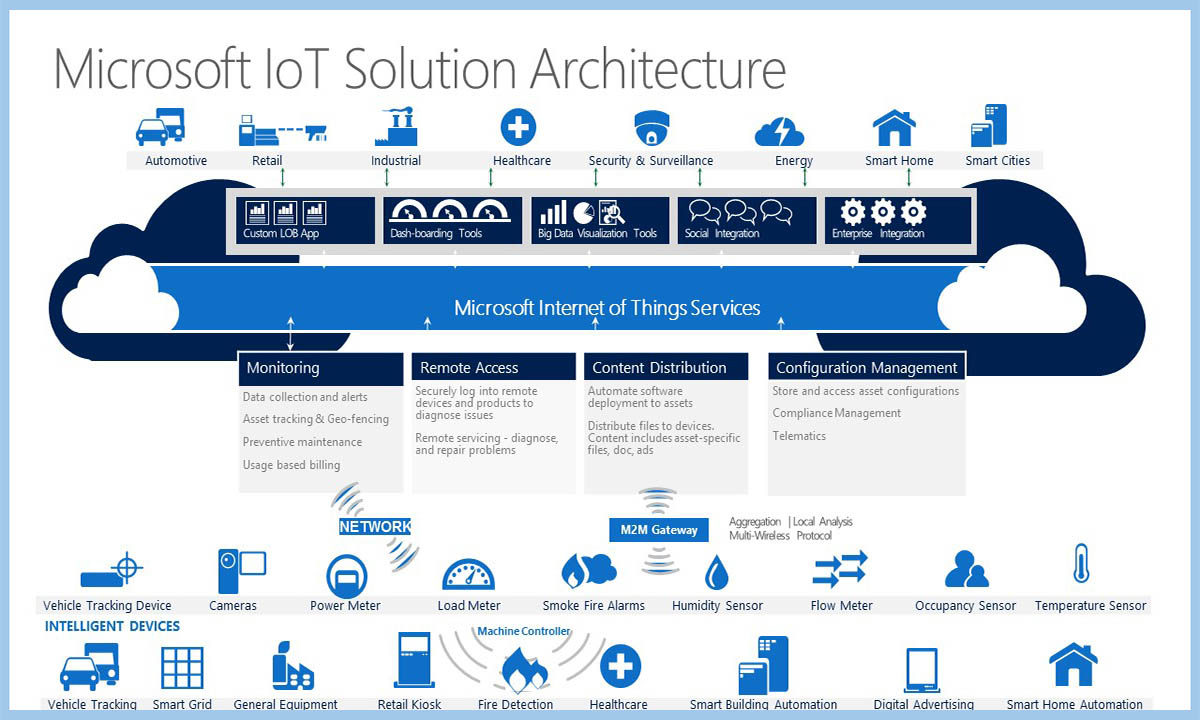 Microsoft IoT Solution Architecture
Automotive Retail Industrial Healthcare Security & Surveillance Energy Smart Home Smart Cities
Custom LOB App Dash-boarding Tools Big Data Visualization Tools Social Integration Enterprise Integration
Microsoft Internet of Things Services
Monitoring
Data collection and alerts
Asset tracking & Geo-fencing
Preventive maintenance
Usage based billing
Remote Access
Securely log into remote
devices and products to
diagnose issues
Remote servicing - diagnose,
and repair problems
Content Distribution
Automate software
deployment to assets
Distribute files to devices.
Content includes asset-specific
files, doc, ads
Configuration Management
Store and access asset configurations
Compliance Management
Telematics
NETWORK
M2M Gateway
Aggregation | Local Analysis
Multi-Wireless Protocol
Vehicle Tracking Device Cameras Power Meter Load Meter Smoke Fire Alarms Humidity Sensor Flow Meter Occupancy Sensor Temperature Sensor
INTELLIGENT DEVICES
Machine Controller
Vehicle Tracking Smart Grid General Equipment Retail Kiosk Fire Detection Healthcare Smart Building Automation Digital Advertising Smart Home Automation